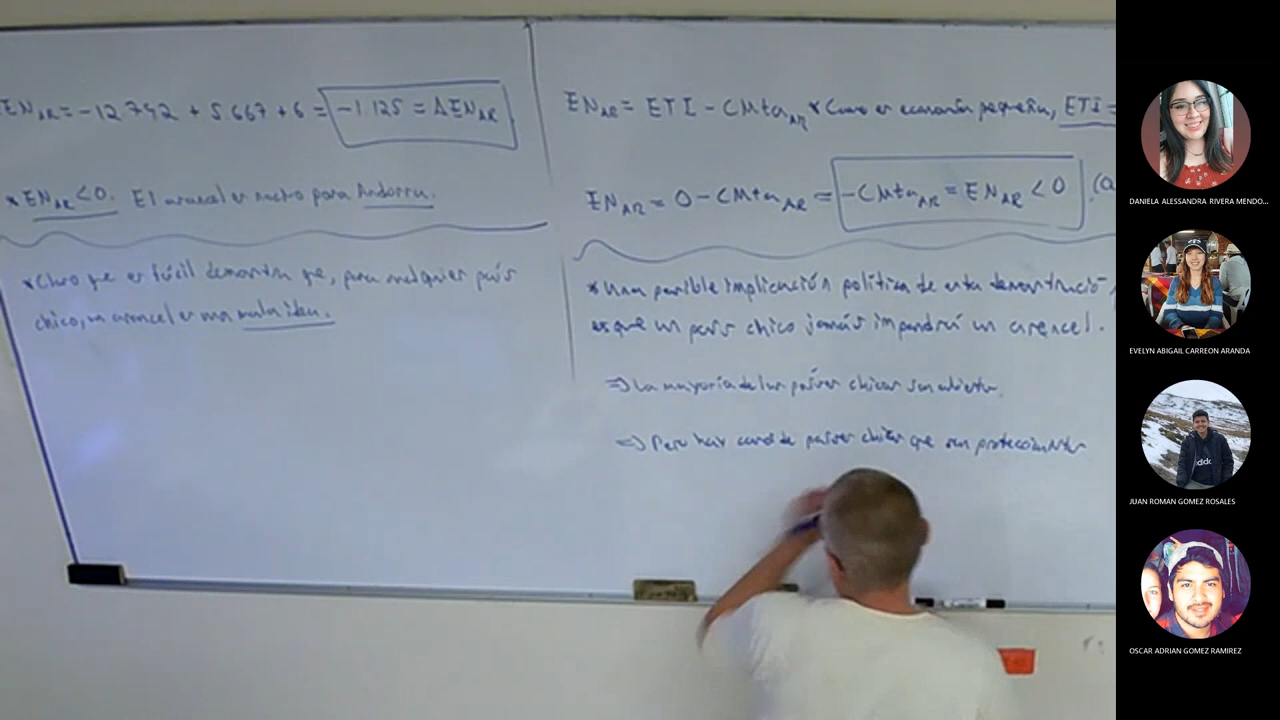 EN_AR = -12.742 + 5.667 + 6 = -1.125 = ΔEN_AR
*EN_AR < 0. El arancel es para Andorra.
*Claro que es fácil demostrar que, para cualquier país
chico, un arancel es una mala idea.
EN_AR = ETI - CMta_AR *Como es economía pequeña, ETI =
EN_AR = 0 - CMta_AR = -CMta_AR = EN_AR < 0
*Una posible implicación política de esta demostración
es que un país chico jamás impondrá un arancel.
⇒ La mayoría de los países chicos son abiertos.
⇒ Pero hay casos de países chicos que son proteccionistas
DANIELA ALESSANDRA RIVERA MENDO...
EVELYN ABIGAIL CARREON ARANDA
JUAN ROMAN GOMEZ ROSALES
OSCAR ADRIAN GOMEZ RAMIREZ